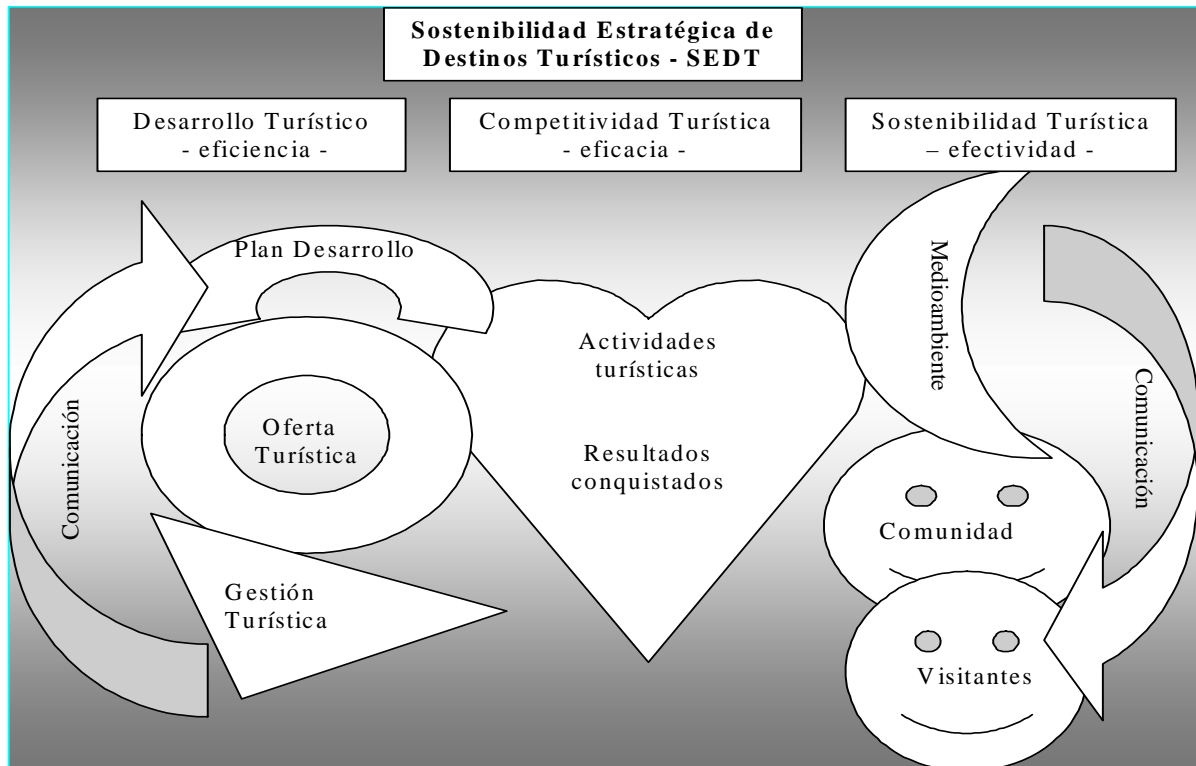 Sostenibilidad Estratégica de
Destinos Turísticos - SEDT
Desarrollo Turístico
- eficiencia -
Competitividad Turística
- eficacia -
Sostenibilidad Turística
– efectividad -
Plan Desarrollo
Oferta
Turística
Gestión
Turística
Comunicación
Actividades
turísticas
Resultados
conquistados
Medioambiente
Comunidad
Visitantes
Comunicación